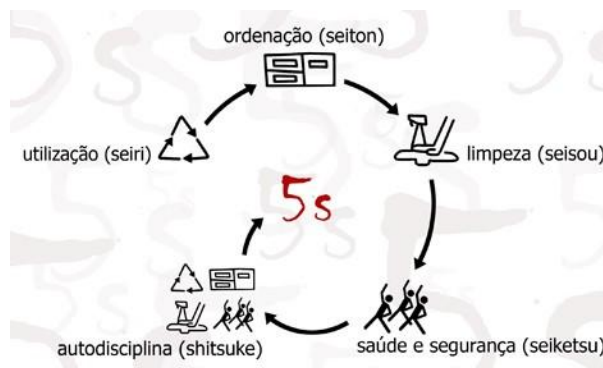 ordenação (seiton)
utilização (seiri)
limpeza (seisou)
5s
autodisciplina (shitsuke)
saúde e segurança (seiketsu)